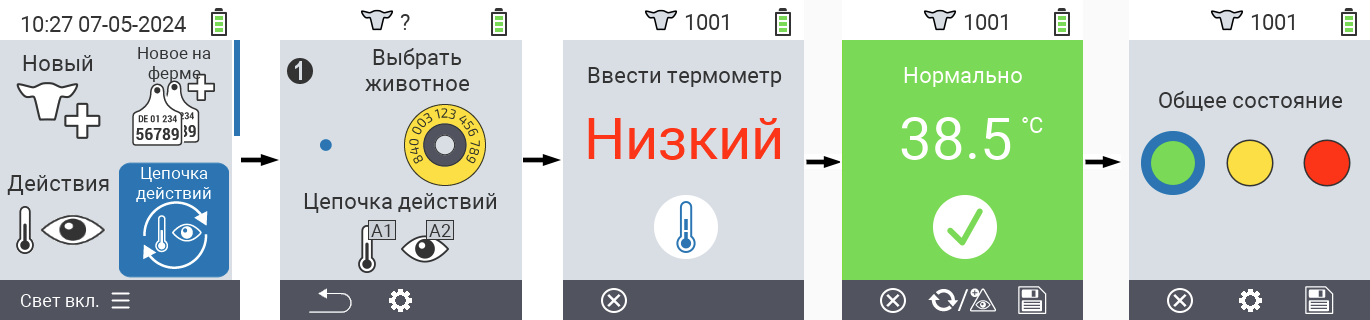 10:27 07-05-2024
Новый
Новое на
ферме
DE 01 234
56789
234
39
Действия
Цепочка
действий
Свет вкл.
?
1
Выбрать
животное
840 003 123 456 789
Цепочка действий
A1
A2
1001
Ввести термометр
Низкий
1001
Нормально
38.5 °C
1001
Общее состояние